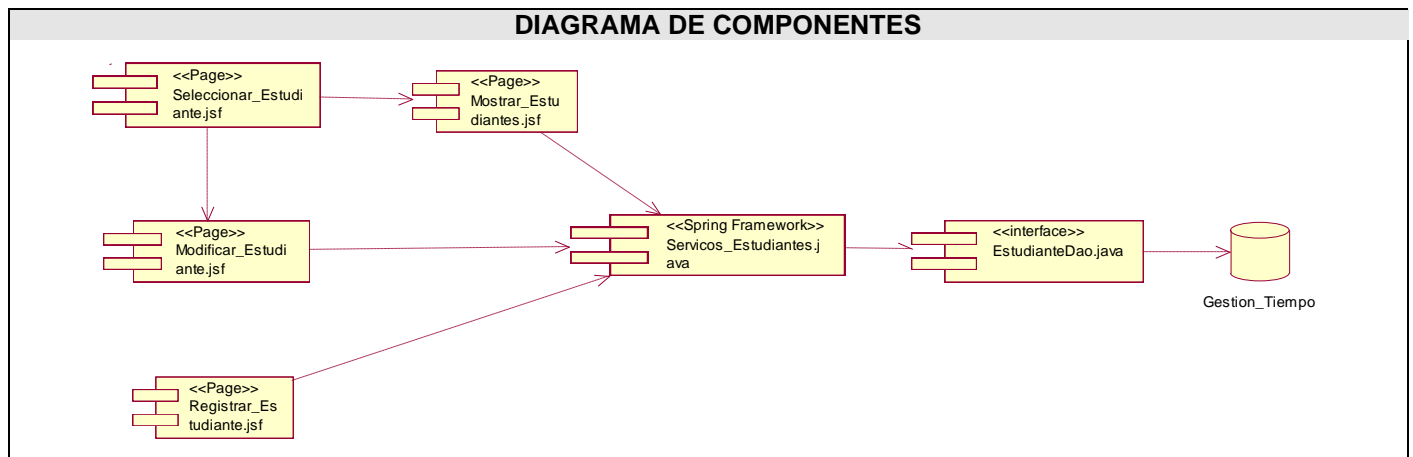 DIAGRAMA DE COMPONENTES
<<Page>>
Seleccionar_Estudi
ante.jsf
<<Page>>
Mostrar_Estu
diantes.jsf
<<Page>>
Modificar_Estudi
ante.jsf
<<Spring Framework>>
Servicos_Estudiantes.j
ava
<<interface>>
EstudianteDao.java
Gestion_Tiempo
<<Page>>
Registrar_Es
tudiante.jsf